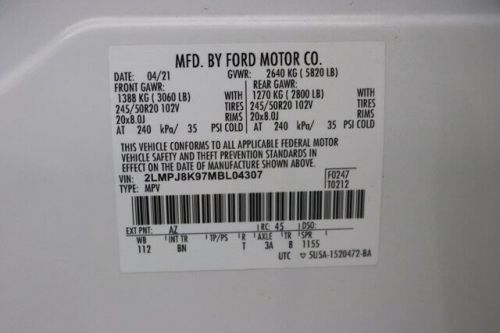 MFD. BY FORD MOTOR CO.
DATE: 04/21 GVWR: 2640 KG ( 5820 LB)
FRONT GAWR: REAR GAWR:
1388 KG ( 3060 LB) WITH 1270 KG ( 2800 LB) WITH
245/50R20 102V TIRES 245/50R20 102V TIRES
20x8.0J RIMS 20x8.0J RIMS
AT 240 kPa/ 35 PSI COLD AT 240 kPa/ 35 PSI COLD
THIS VEHICLE CONFORMS TO ALL APPLICABLE FEDERAL MOTOR
VEHICLE SAFETY AND THEFT PREVENTION STANDARDS IN
EFFECT ON THE DATE OF MANUFACTURE SHOWN ABOVE.
VIN: 2LMPJ8K97MBL04307 F0247
TYPE: MPV T0212
EXT PNT: AZ RC: 45 DSO:
WB INT TR TP/PS R AXLE TR SPR
112 BN T 3A B 1155
UTC 5U5A-1520472-BA